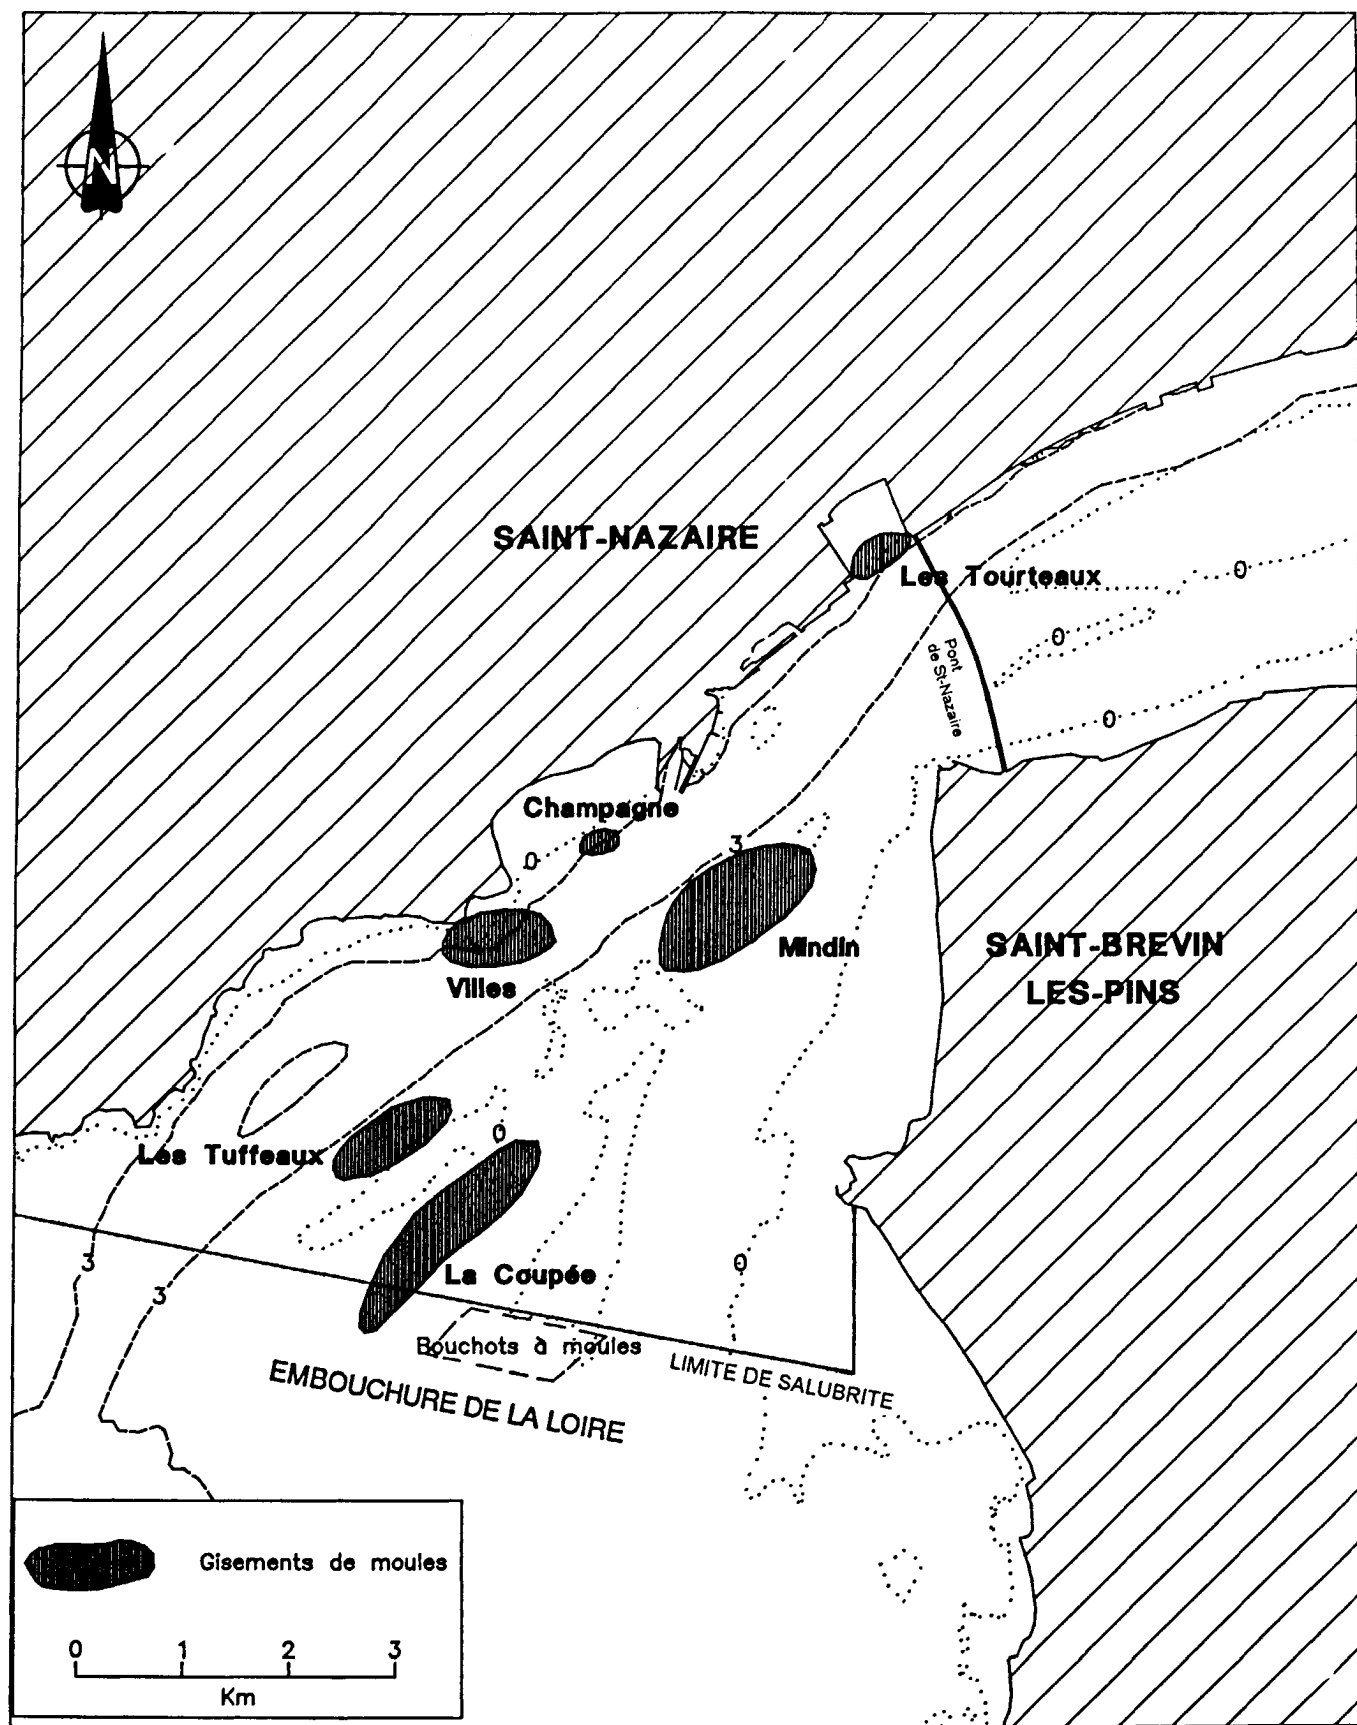 N
SAINT-NAZAIRE
Les Tourteaux
0
0
Pont
de St-Nazaire
0
Champagne
3
0
Mindin
SAINT-BREVIN
LES-PINS
Villes
0
Les Tuffeaux
3
La Coupée
0
3
Bouchots à moules
LIMITE DE SALUBRITE
EMBOUCHURE DE LA LOIRE
Gisements de moules
0 1 2 3
Km